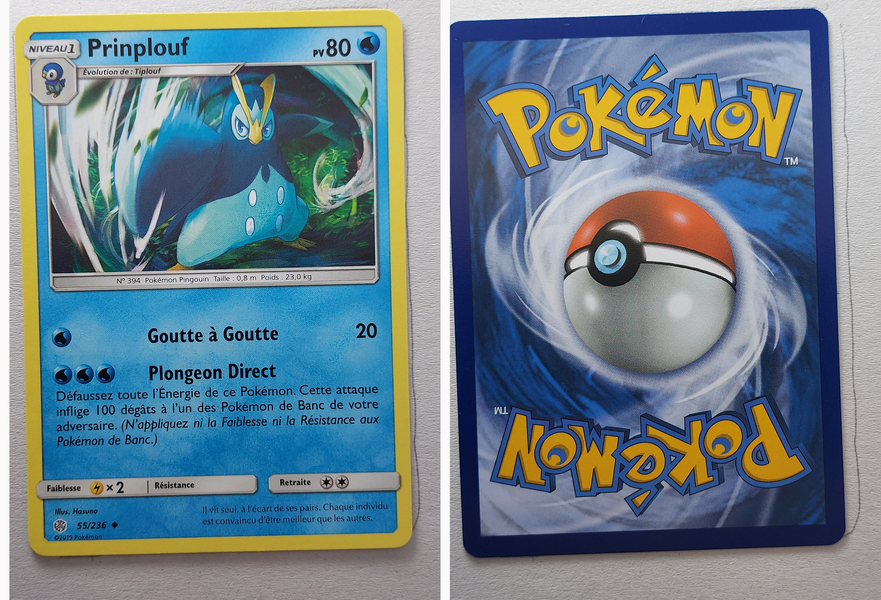 NIVEAU 1
Prinplouf
PV 80
Évolution de : Tiplouf
N° 394 Pokémon Pingouin Taille : 0,8 m Poids : 23,0 kg
Goutte à Goutte 20
Plongeon Direct
Défaussez toute l'Énergie de ce Pokémon. Cette attaque
inflige 100 dégâts à l'un des Pokémon de Banc de votre
adversaire. (N'appliquez ni la Faiblesse ni la Résistance aux
Pokémon de Banc.)
Faiblesse ×2 Résistance Retraite
Illus. Hasuno
55/236
©2019 Pokémon
Il vit seul, à l'écart de ses pairs. Chaque individu
est convaincu d'être meilleur que les autres.
POKÉMON
TM
POKÉMON
TM